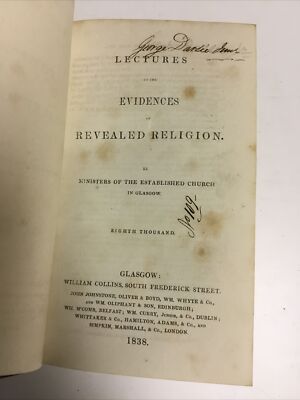 George
LECTURES
ON THE
EVIDENCES
OF
REVEALED RELIGION.
BY
MINISTERS OF THE ESTABLISHED CHURCH
IN GLASGOW.
EIGHTH THOUSAND.
GLASGOW:
WILLIAM COLLINS, SOUTH FREDERICK STREET.
JOHN JOHNSTONE, OLIVER & BOYD, WM. WHYTE & Co.,
AND WM. OLIPHANT & SON, EDINBURGH;
WM. M'COMB, BELFAST; WM. CURRY, JUNR., & Co., DUBLIN;
WHITTAKER & Co., HAMILTON, ADAMS, & Co., AND
SIMPKIN, MARSHALL, & Co., LONDON.
1838.